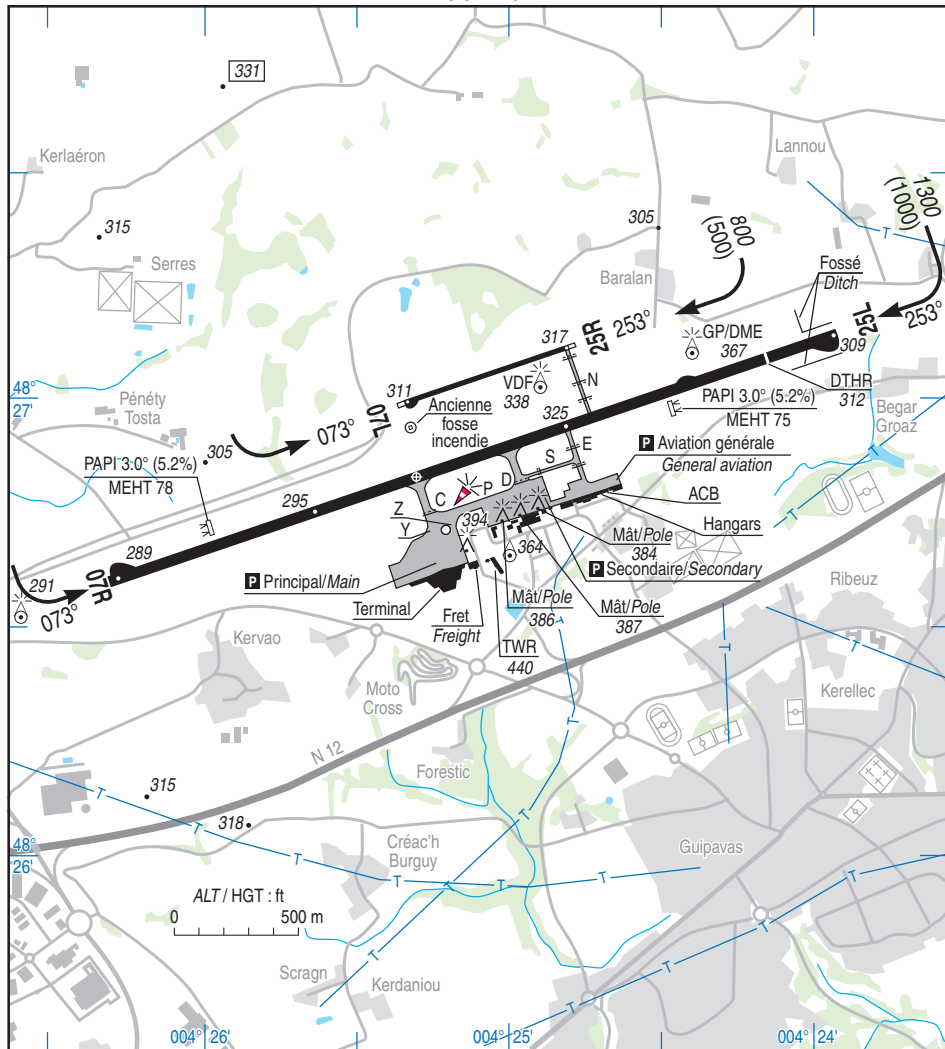 331
Kerlaéron
Lannou
315
305
1300
(1000)
800
(500)
T
Serres
Baralan
Fossé
Ditch
25L
253°
25R
253°
GP/DME
367
317
309
VDF
338
N
DTHR
312
48°
27'
311
07L
073°
Ancienne
fosse
incendie
325
PAPI 3.0° (5.2%)
MEHT 75
Pénéty
Tosta
Begar
Groaz
305
PAPI 3.0° (5.2%)
MEHT 78
E
S
P Aviation générale
General aviation
T
D
P
C
Z
Y
ACB
295
394
Hangars
Mât/Pole
384
364
289
P Principal/Main
P Secondaire/Secondary
291
07R
073°
Terminal
Fret
Freight
Mât/Pole
386
Mât/Pole
387
Ribeuz
TWR
440
T
T
Kervao
Moto
Cross
Kerellec
T
N 12
Forestic
315
T
318
T
48°
26'
Créac'h
Burguy
Guipavas
T
T
T
T
T
ALT / HGT : ft
0 500 m
T
T
Scragn
Kerdaniou
T
004° 26'
004° 25'
004° 24'